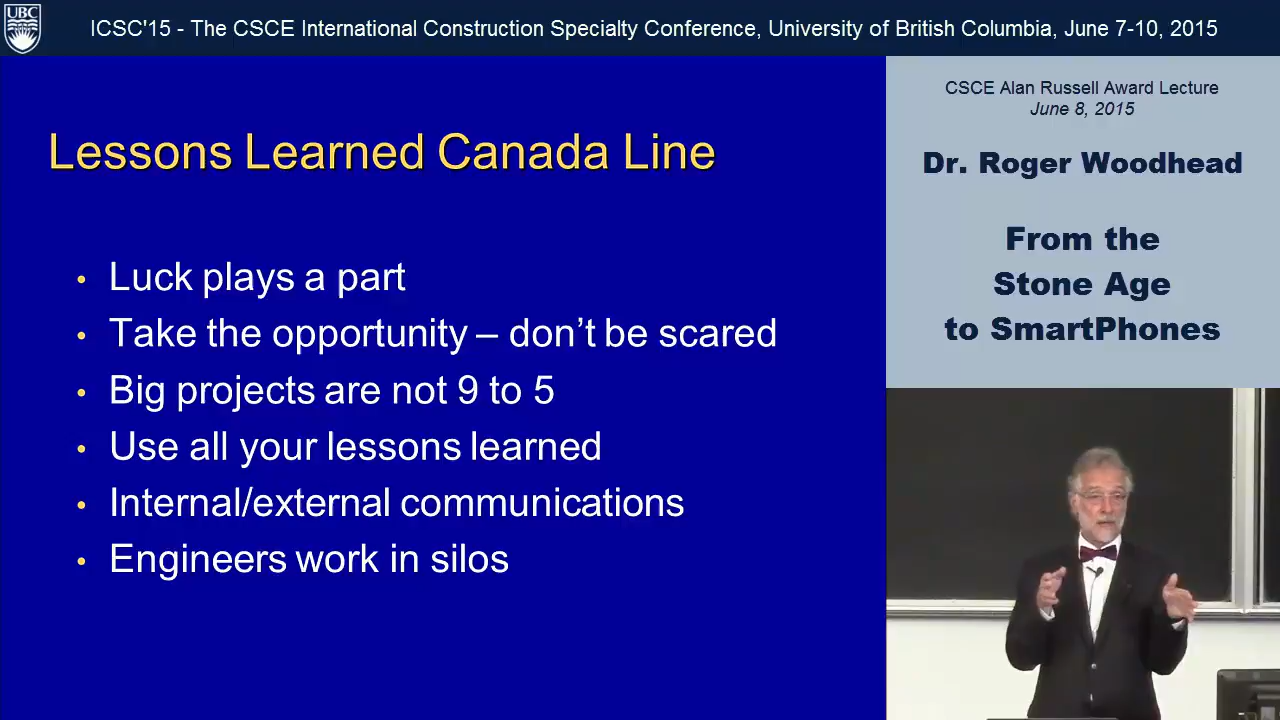 UBC
ICSC'15 - The CSCE International Construction Specialty Conference, University of British Columbia, June 7-10, 2015
Lessons Learned Canada Line
• Luck plays a part
• Take the opportunity – don't be scared
• Big projects are not 9 to 5
• Use all your lessons learned
• Internal/external communications
• Engineers work in silos
CSCE Alan Russell Award Lecture
June 8, 2015
Dr. Roger Woodhead
From the
Stone Age
to SmartPhones